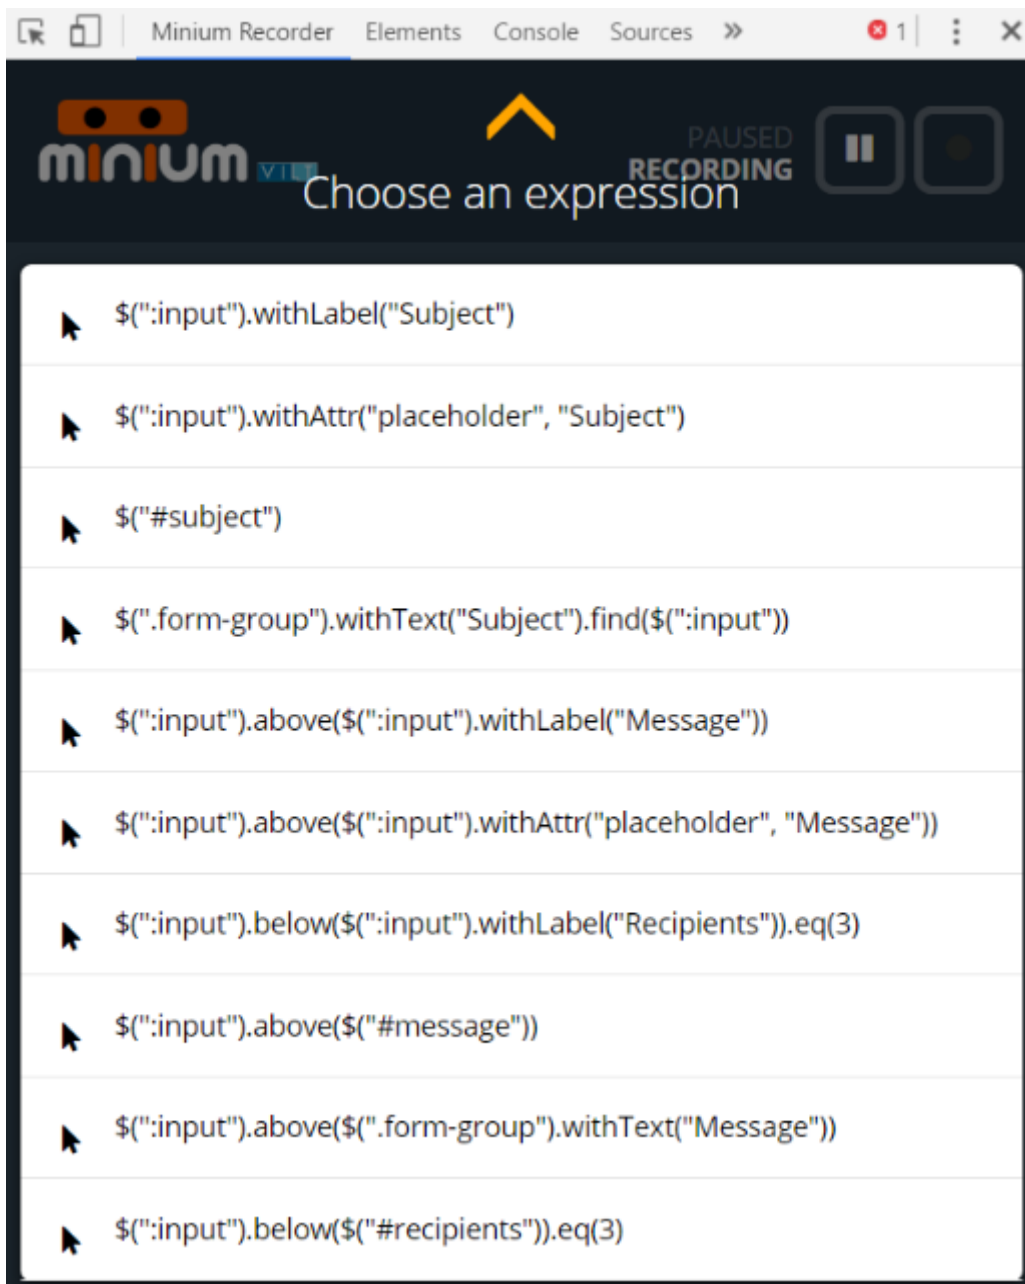 Minium Recorder Elements Console Sources » 1
minium VILT
PAUSED
RECORDING
Choose an expression
$(":input").withLabel("Subject")
$(":input").withAttr("placeholder", "Subject")
$("#subject")
$(".form-group").withText("Subject").find($(":input"))
$(":input").above($(":input").withLabel("Message"))
$(":input").above($(":input").withAttr("placeholder", "Message"))
$(":input").below($(":input").withLabel("Recipients")).eq(3)
$(":input").above($("#message"))
$(":input").above($(".form-group").withText("Message"))
$(":input").below($("#recipients")).eq(3)